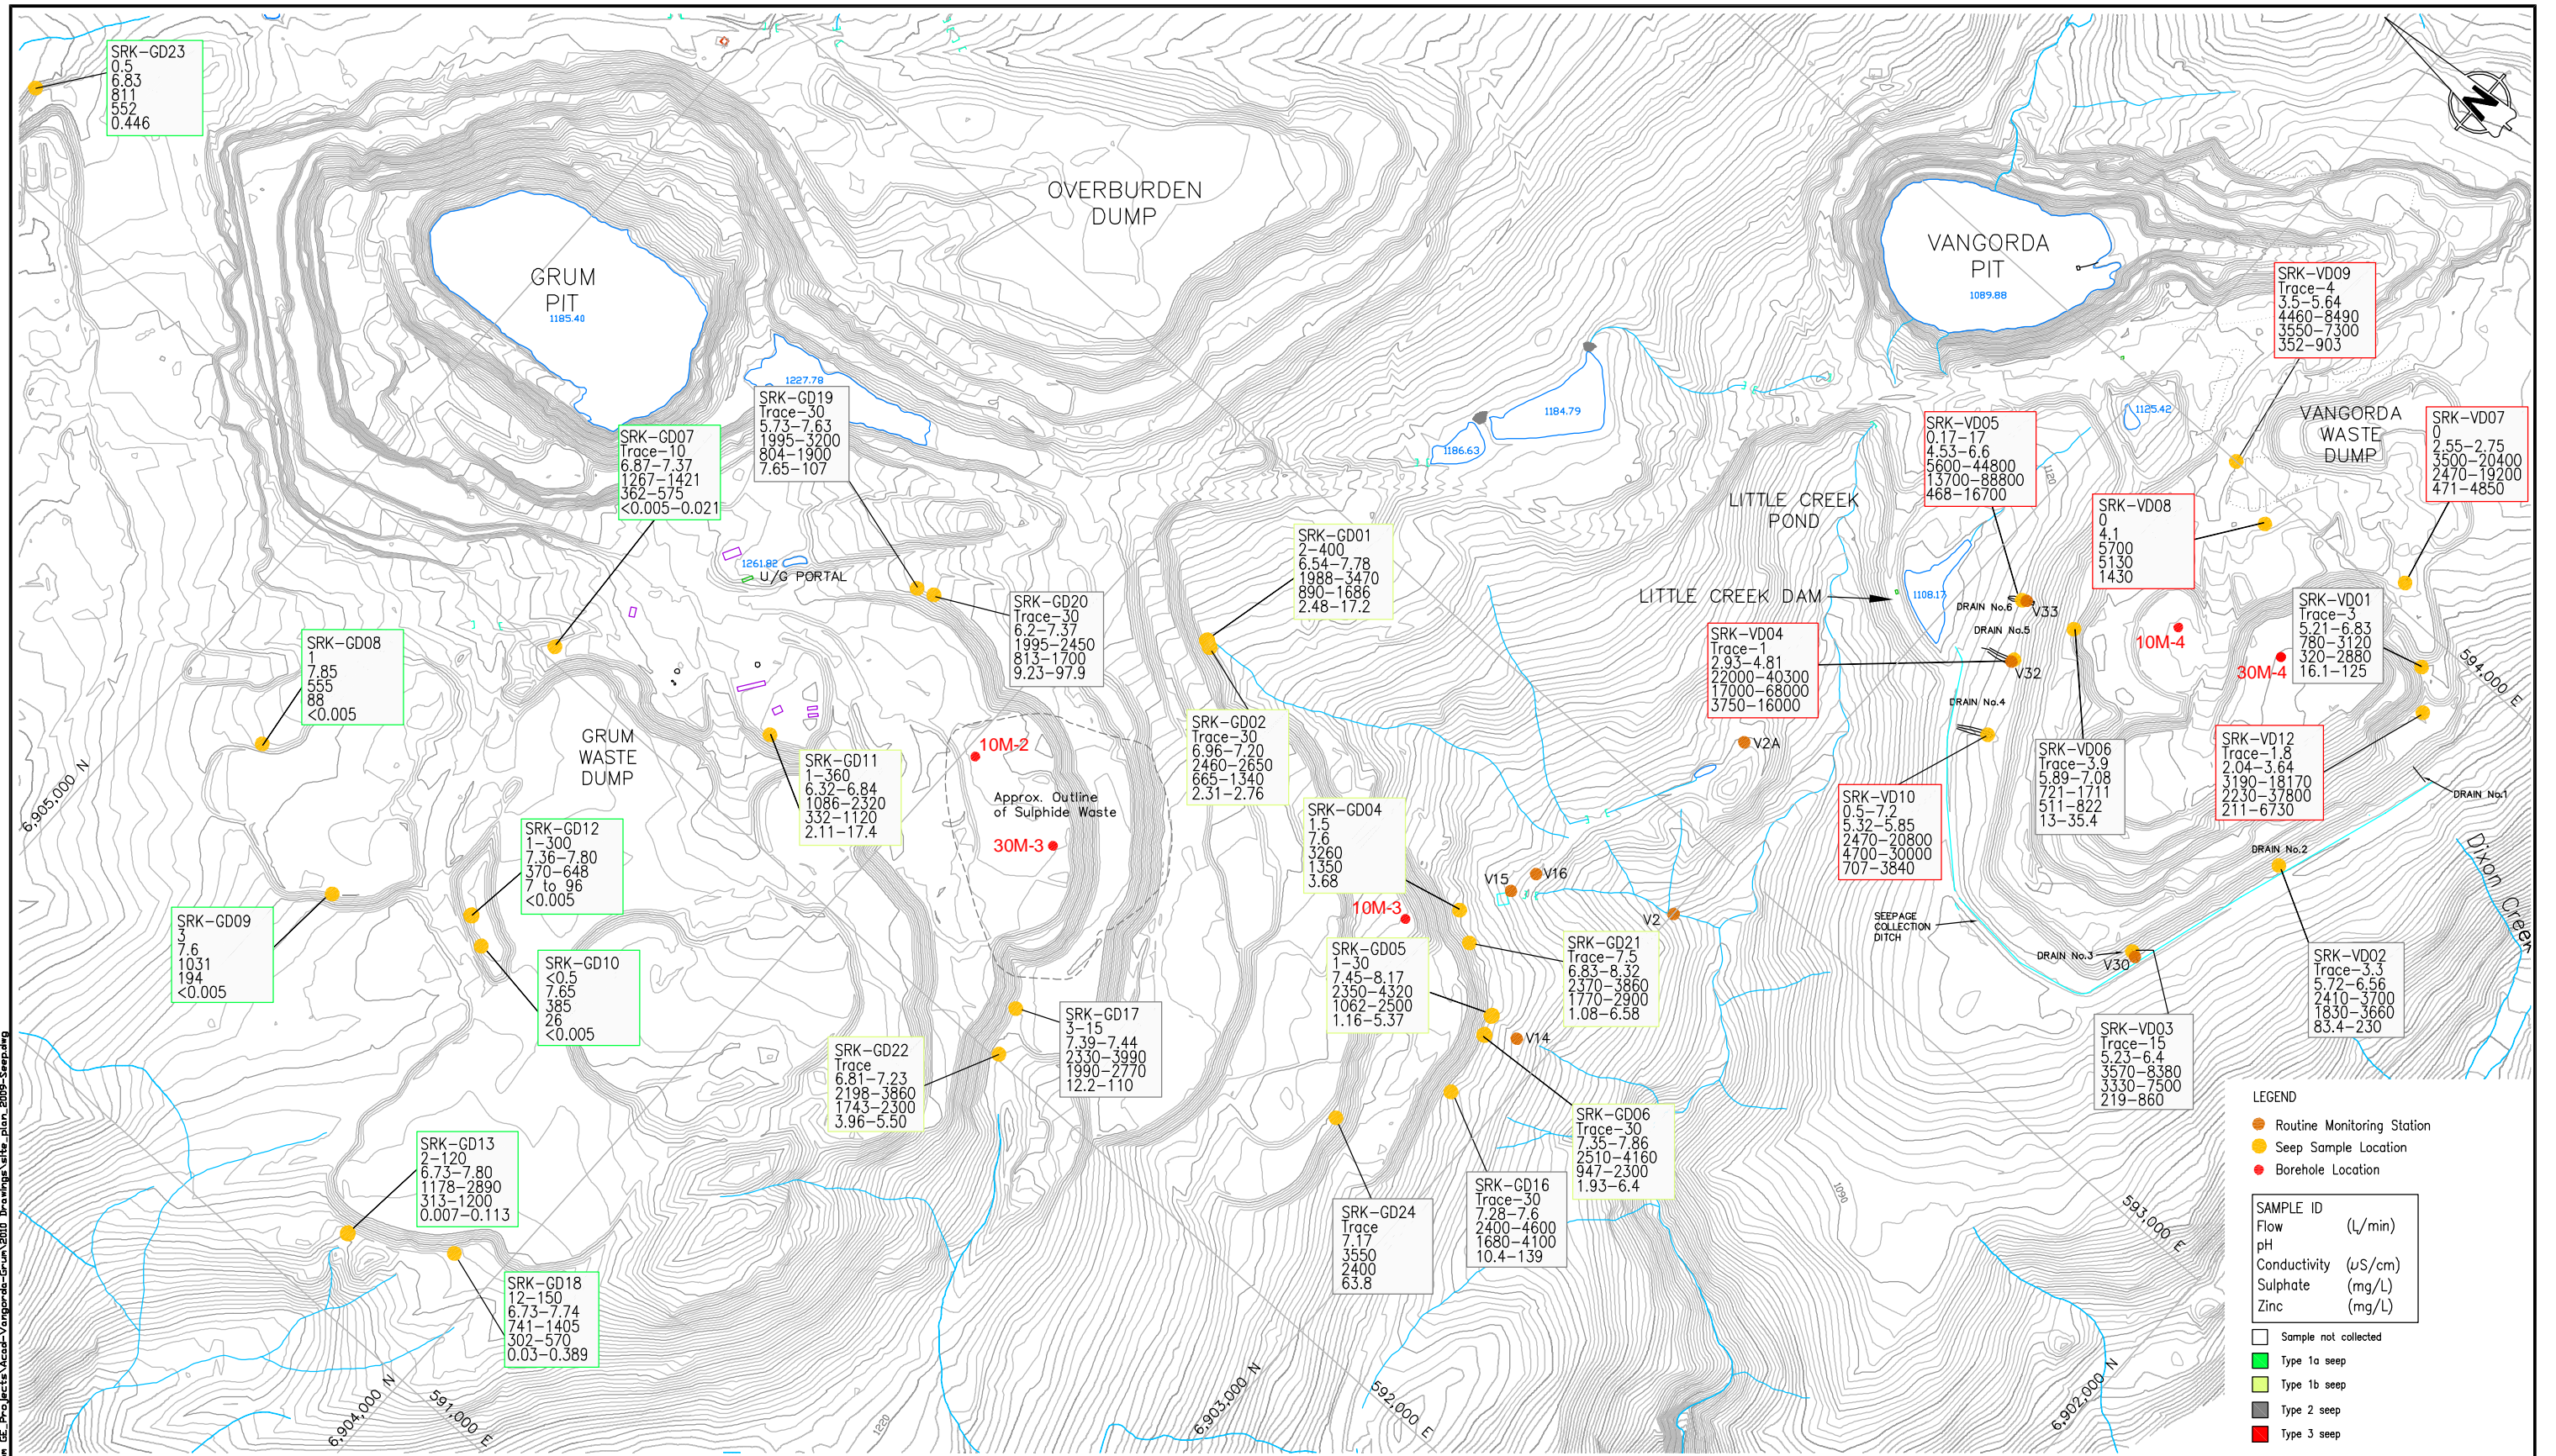 SRK-GD23
0.5
6.83
811
552
0.446
OVERBURDEN
DUMP
GRUM
PIT
1185.40
VANGORDA
PIT
1089.88
SRK-VD09
Trace-4
3.5-5.64
4460-8490
3550-7300
352-903
1227.78
SRK-GD19
Trace-30
5.73-7.63
1995-3200
804-1900
7.65-107
SRK-GD07
Trace-10
6.87-7.37
1267-1421
362-575
<0.005-0.021
1184.79
1186.63
1125.42
VANGORDA
WASTE
DUMP
SRK-VD07
0
2.55-2.75
3500-20400
2470-19200
471-4850
SRK-VD05
0.17-17
4.53-6.6
5600-44800
13700-88800
468-16700
1120
LITTLE CREEK
POND
SRK-VD08
0
4.1
5700
5130
1430
1261.82
U/G PORTAL
SRK-GD01
2-400
6.54-7.78
1988-3470
890-1686
2.48-17.2
SRK-GD20
Trace-30
6.2-7.37
1995-2450
813-1700
9.23-97.9
LITTLE CREEK DAM
1108.17
DRAIN No.6
V33
DRAIN No.5
V32
DRAIN No.4
SRK-VD04
Trace-1
2.93-4.81
22000-40300
17000-68000
3750-16000
10M-4
30M-4
SRK-VD01
Trace-3
5.21-6.83
780-3120
320-2880
16.1-125
594,000 E
SRK-GD08
1
7.85
555
88
<0.005
GRUM
WASTE
DUMP
10M-2
Approx. Outline
of Sulphide Waste
30M-3
SRK-GD11
1-360
6.32-6.84
1086-2320
332-1120
2.11-17.4
SRK-GD02
Trace-30
6.96-7.20
2460-2650
665-1340
2.31-2.76
V2A
SRK-VD06
Trace-3.9
5.89-7.08
721-1711
511-822
13-35.4
SRK-VD12
Trace-1.8
2.04-3.64
3190-18170
2230-37800
211-6730
DRAIN No.1
6,905,000 N
SRK-VD10
0.5-7.2
5.32-5.85
2470-20800
4700-30000
707-3840
SRK-GD04
1.5
7.6
3260
1350
3.68
SRK-GD12
1-300
7.36-7.80
370-648
7 to 96
<0.005
DRAIN No.2
Dixon Creek
V15
V16
V2
10M-3
SRK-GD09
3
7.6
1031
194
<0.005
SEEPAGE
COLLECTION
DITCH
DRAIN No.3
V30
SRK-GD10
<0.5
7.65
385
26
<0.005
SRK-GD05
1-30
7.45-8.17
2350-4320
1062-2500
1.16-5.37
SRK-GD21
Trace-7.5
6.83-8.32
2370-3860
1770-2900
1.08-6.58
SRK-VD02
Trace-3.3
5.72-6.56
2410-3700
1830-3660
83.4-230
SRK-GD17
3-15
7.39-7.44
2330-3990
1990-2770
12.2-110
SRK-VD03
Trace-15
5.23-6.4
3570-8380
3330-7500
219-860
V14
SRK-GD22
Trace
6.81-7.23
2198-3860
1743-2300
3.96-5.50
SRK-GD06
Trace-30
7.35-7.86
2510-4160
947-2300
1.93-6.4
SRK-GD13
2-120
6.73-7.80
1178-2890
313-1200
0.007-0.113
SRK-GD16
Trace-30
7.28-7.6
2400-4600
1680-4100
10.4-139
SRK-GD24
Trace
7.17
3550
2400
63.8
1090
593,000 E
SRK-GD18
12-150
6.73-7.74
741-1405
302-570
0.03-0.389
6,904,000 N
591,000 E
1220
6,903,000 N
592,000 E
6,902,000 N
LEGEND
Routine Monitoring Station
Seep Sample Location
Borehole Location
SAMPLE ID
Flow (L/min)
pH
Conductivity (uS/cm)
Sulphate (mg/L)
Zinc (mg/L)
Sample not collected
Type 1a seep
Type 1b seep
Type 2 seep
Type 3 seep
GE_Projects\Acad-Vangorda-Grum\2010 Drawings\site_plan_2009-Seep.dwg